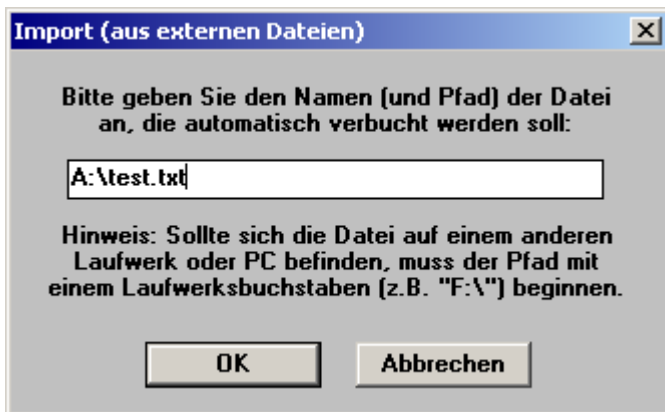 Import (aus externen Dateien)
Bitte geben Sie den Namen (und Pfad) der Datei
an, die automatisch verbucht werden soll:
A:\test.txt
Hinweis: Sollte sich die Datei auf einem anderen
Laufwerk oder PC befinden, muss der Pfad mit
einem Laufwerksbuchstaben (z.B. "F:\") beginnen.
OK Abbrechen